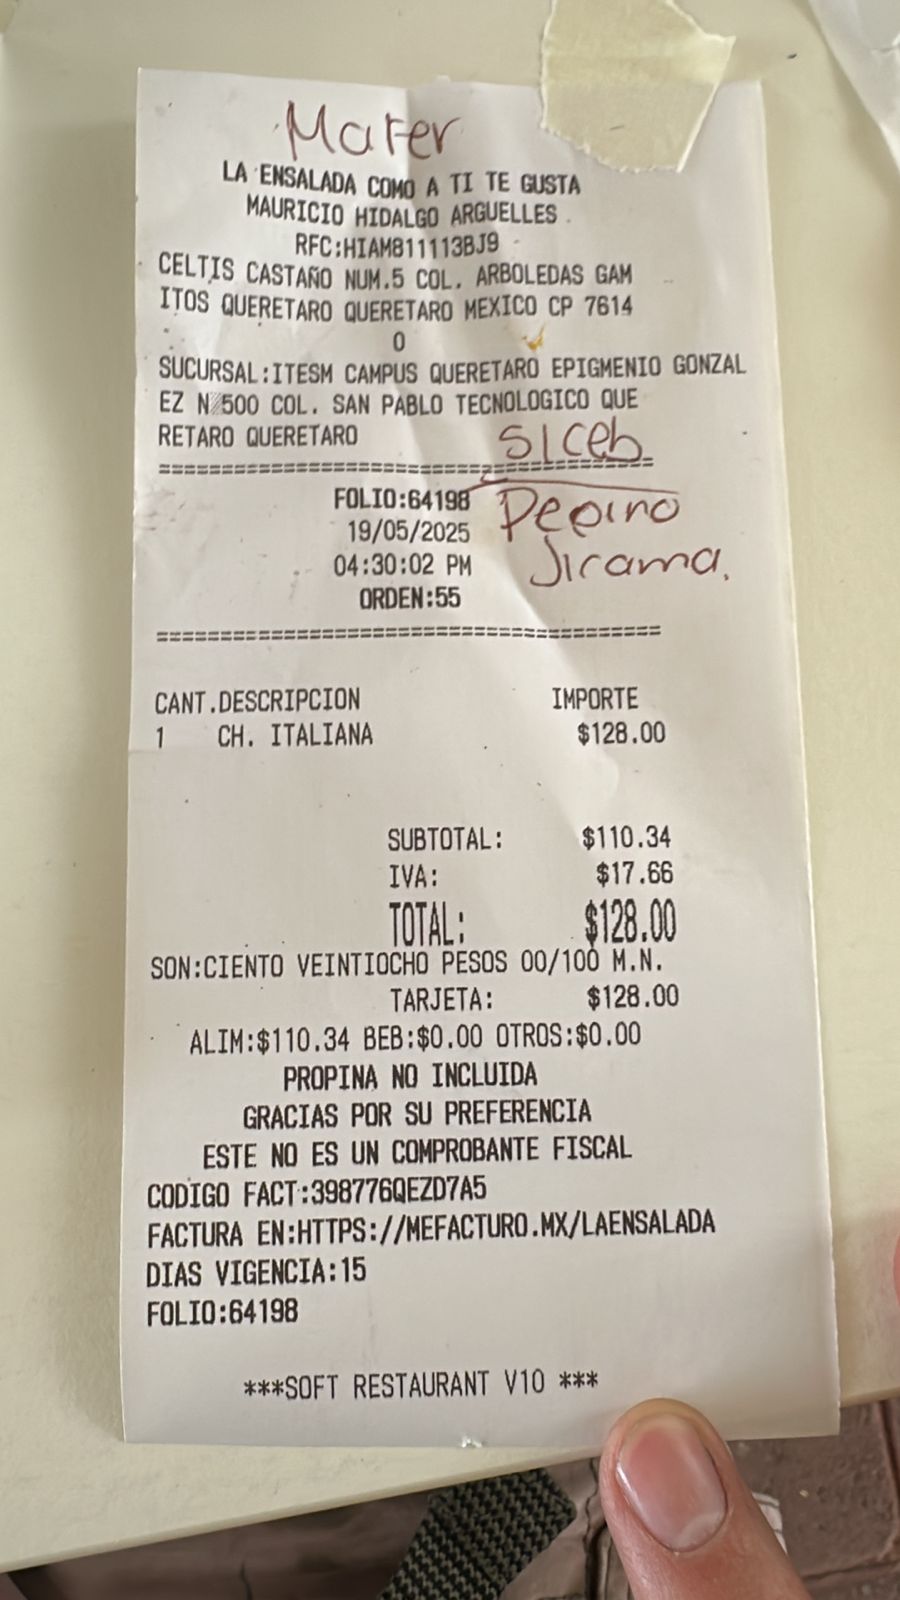 Mafer
LA ENSALADA COMO A TI TE GUSTA
MAURICIO HIDALGO ARGUELLES
RFC:HIAM811113BJ9
CELTIS CASTAÑO NUM.5 COL. ARBOLEDAS GAM
ITOS QUERETARO QUERETARO MEXICO CP 7614
0
SUCURSAL:ITESM CAMPUS QUERETARO EPIGMENIO GONZAL
EZ N 500 COL. SAN PABLO TECNOLOGICO QUE
RETARO QUERETARO
s/ceb
===========================================
FOLIO:64198
Pepino
19/05/2025
04:30:02 PM
Jicama.
ORDEN:55
===========================================
CANT.DESCRIPCION IMPORTE
1 CH. ITALIANA $128.00
SUBTOTAL: $110.34
IVA: $17.66
TOTAL: $128.00
SON:CIENTO VEINTIOCHO PESOS 00/100 M.N.
TARJETA: $128.00
ALIM:$110.34 BEB:$0.00 OTROS:$0.00
PROPINA NO INCLUIDA
GRACIAS POR SU PREFERENCIA
ESTE NO ES UN COMPROBANTE FISCAL
CODIGO FACT:398776QEZD7A5
FACTURA EN:HTTPS://MEFACTURO.MX/LAENSALADA
DIAS VIGENCIA:15
FOLIO:64198
***SOFT RESTAURANT V10 ***